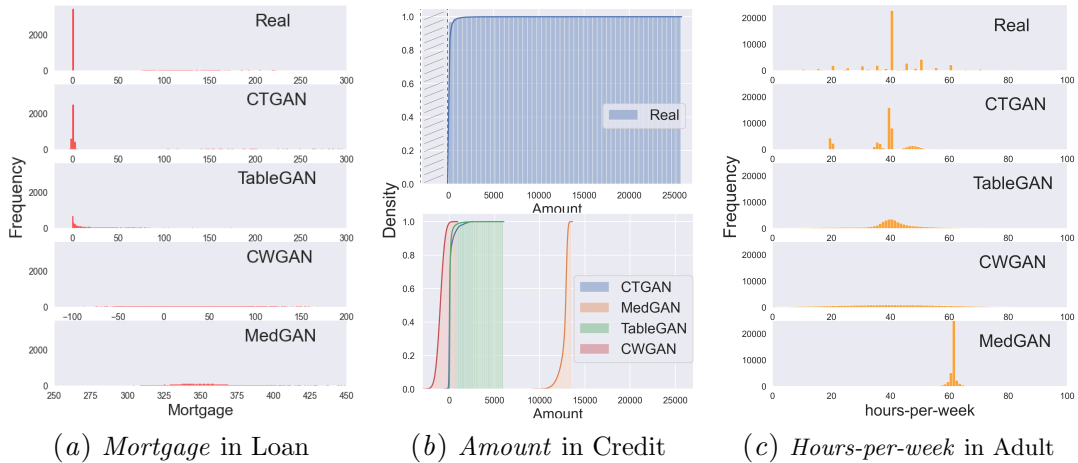 Frequency
Real
2000
0
0 50 100 150 200 250 300
CTGAN
2000
0
0 50 100 150 200 250 300
TableGAN
2000
0
0 50 100 150 200 250 300
CWGAN
2000
0
−100 −50 0 50 100 150 200
MedGAN
2000
0
250 275 300 325 350 375 400 425 450
Mortgage
(a) Mortgage in Loan
Density
1.0
0.8
0.6
0.4
0.2
0.0
Real
0 5000 10000 15000 20000 25000
Amount
1.0
0.8
0.6
0.4
0.2
0.0
CTGAN
MedGAN
TableGAN
CWGAN
0 5000 10000 15000 20000 25000
Amount
(b) Amount in Credit
Frequency
20000
10000
0
Real
0 20 40 60 80 100
20000
10000
0
CTGAN
0 20 40 60 80 100
20000
10000
0
TableGAN
0 20 40 60 80 100
20000
10000
0
CWGAN
0 20 40 60 80 100
20000
10000
0
MedGAN
0 20 40 60 80 100
hours-per-week
(c) Hours-per-week in Adult